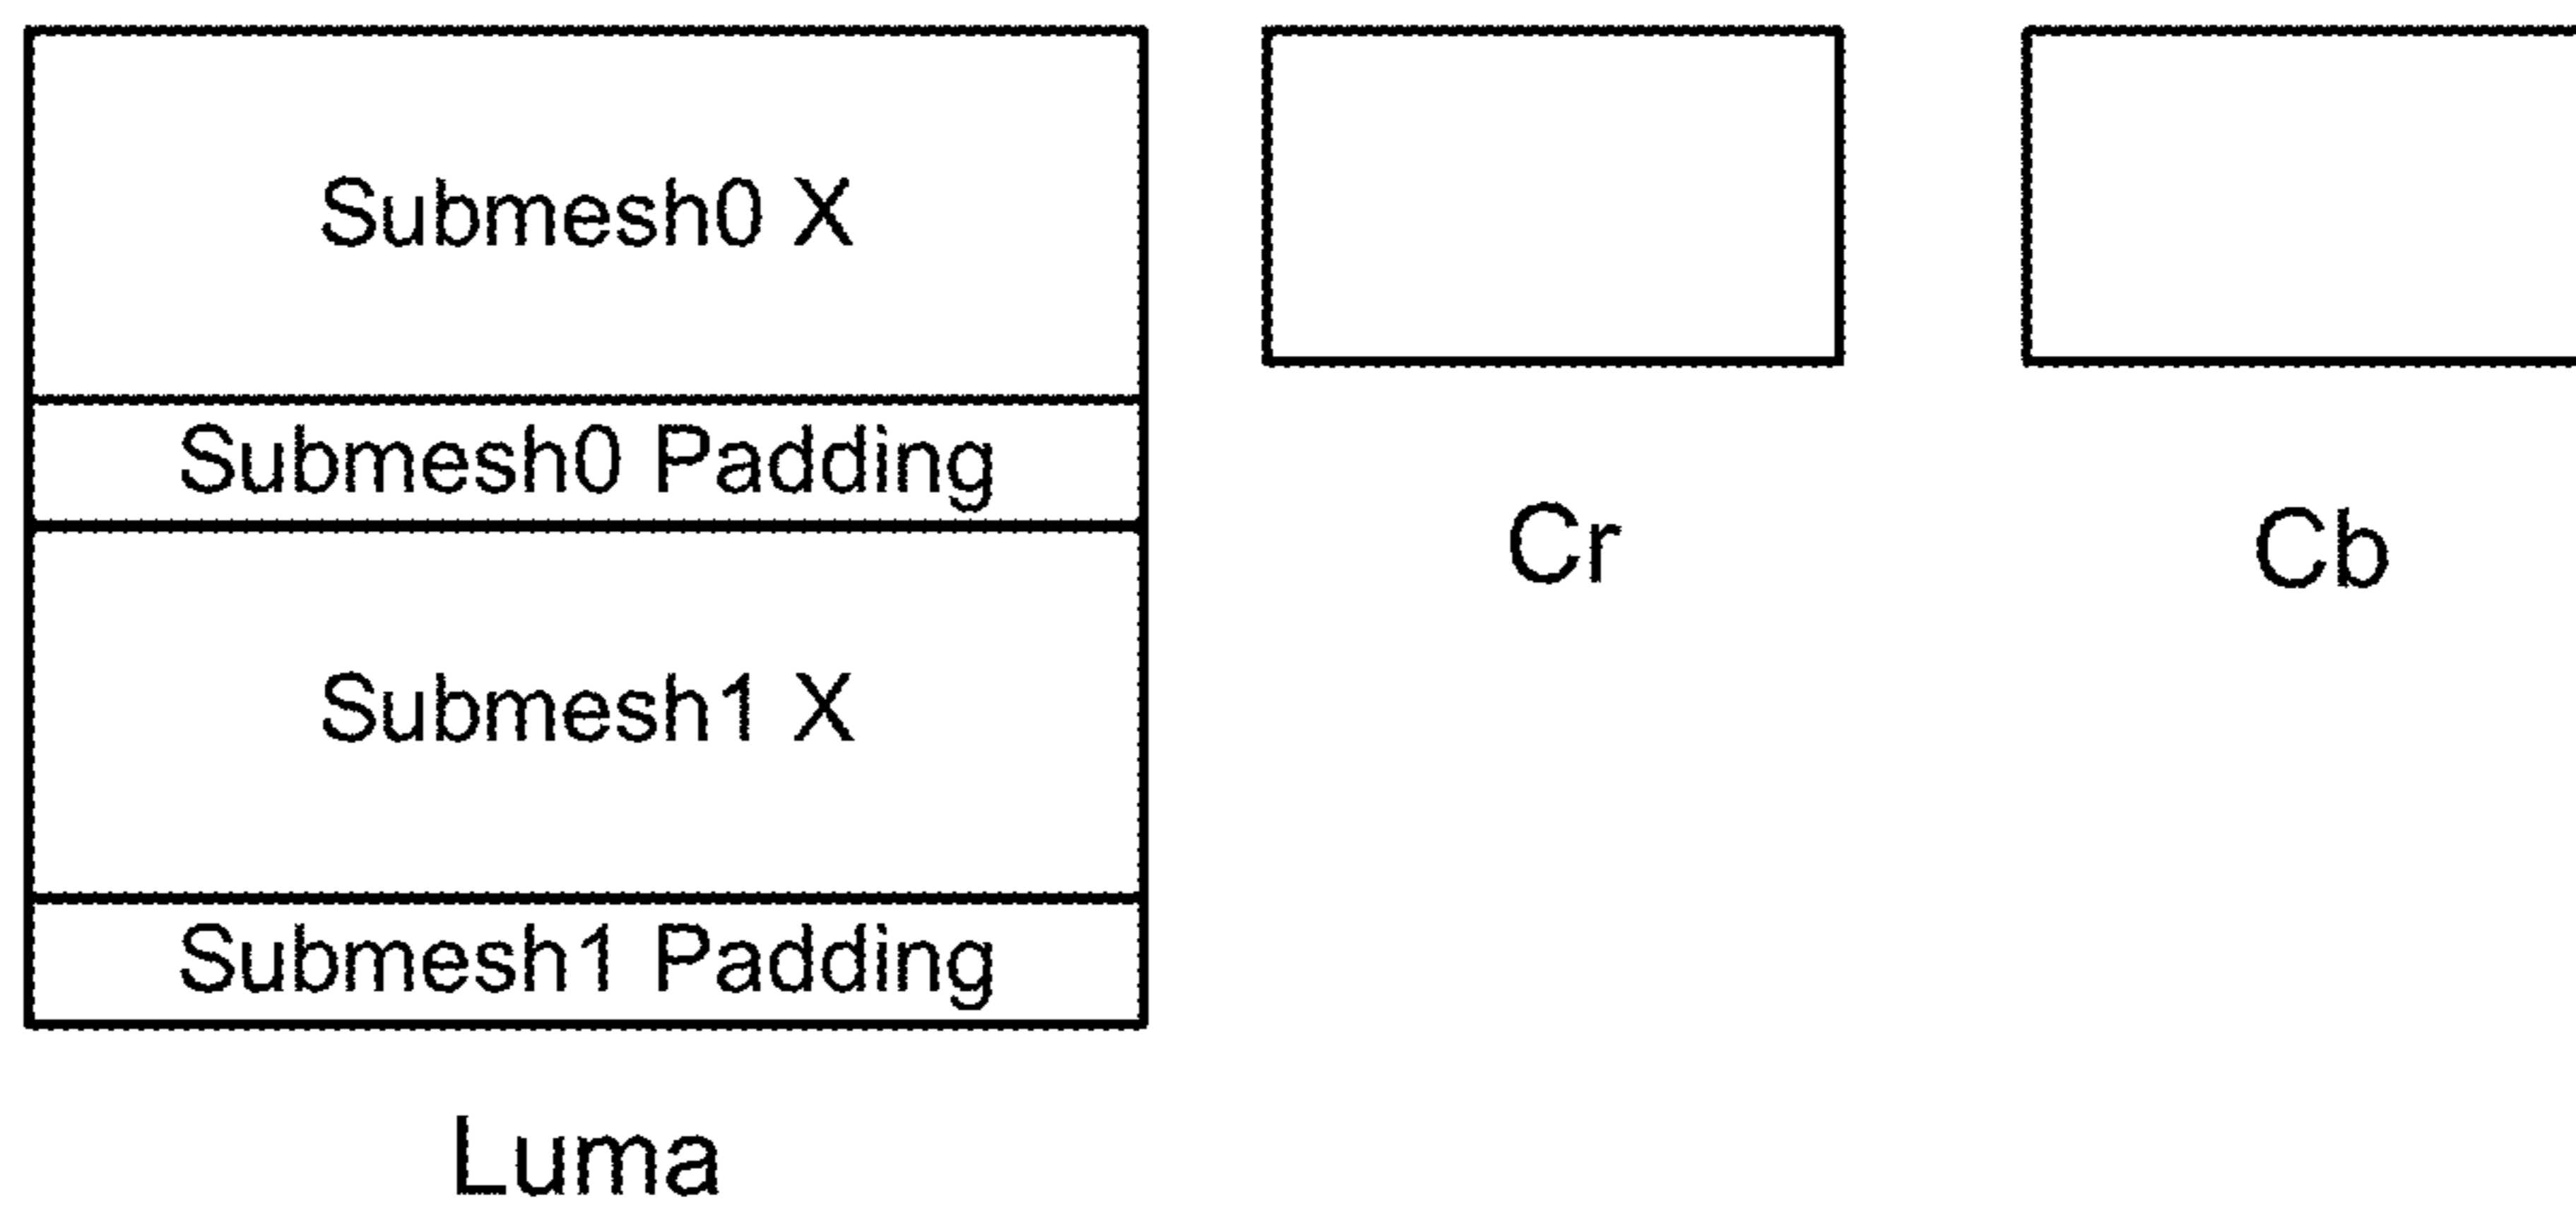 Submesh0 X
Submesh0 Padding
Submesh1 X
Submesh1 Padding
Luma
Cr
Cb